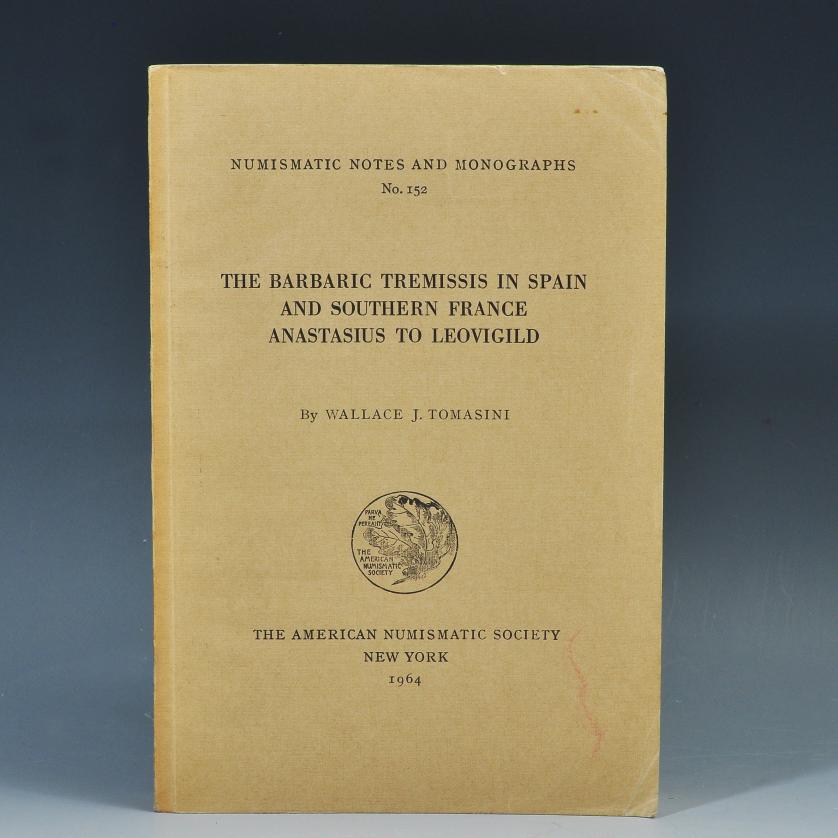 NUMISMATIC NOTES AND MONOGRAPHS
No. 152
THE BARBARIC TREMISSIS IN SPAIN
AND SOUTHERN FRANCE
ANASTASIUS TO LEOVIGILD
By WALLACE J. TOMASINI
PARVA
NE
PEREANT
THE
AMERICAN
NUMISMATIC
SOCIETY
THE AMERICAN NUMISMATIC SOCIETY
NEW YORK
1964